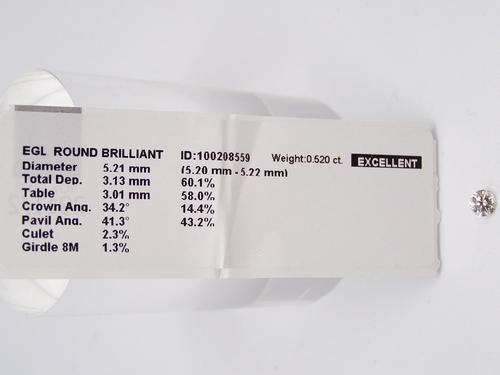 EGL ROUND BRILLIANT ID:100208559 Weight:0.520 ct. EXCELLENT
Diameter 5.21 mm (5.20 mm - 5.22 mm)
Total Dep. 3.13 mm 60.1%
Table 3.01 mm 58.0%
Crown Ang. 34.2° 14.4%
Pavil Ang. 41.3° 43.2%
Culet 2.3%
Girdle 8M 1.3%